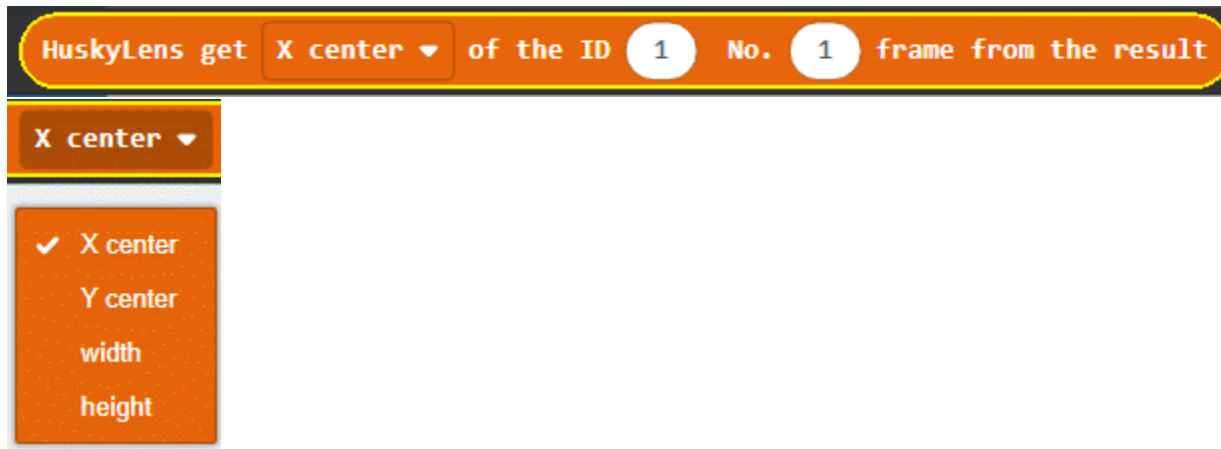 HuskyLens get X center of the ID 1 No. 1 frame from the result
X center
X center
Y center
width
height